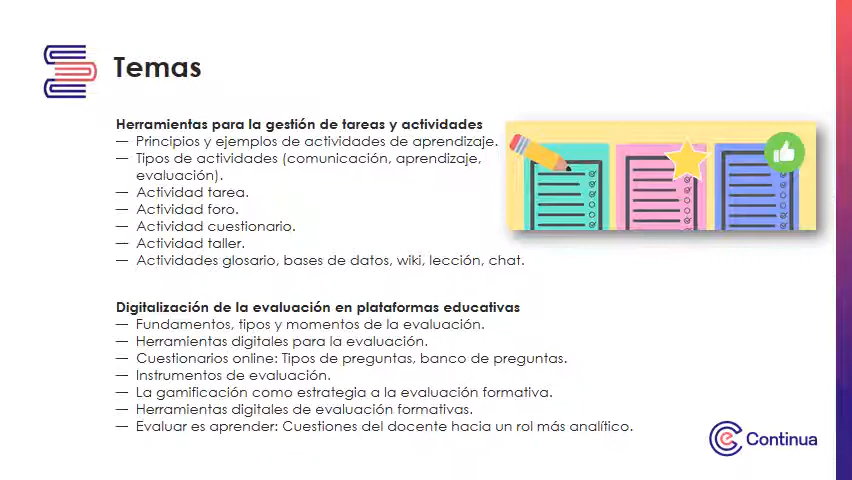 Temas
Herramientas para la gestión de tareas y actividades
— Principios y ejemplos de actividades de aprendizaje.
— Tipos de actividades (comunicación, aprendizaje,
evaluación).
— Actividad tarea.
— Actividad foro.
— Actividad cuestionario.
— Actividad taller.
— Actividades glosario, bases de datos, wiki, lección, chat.
Digitalización de la evaluación en plataformas educativas
— Fundamentos, tipos y momentos de la evaluación.
— Herramientas digitales para la evaluación.
— Cuestionarios online: Tipos de preguntas, banco de preguntas.
— Instrumentos de evaluación.
— La gamificación como estrategia a la evaluación formativa.
— Herramientas digitales de evaluación formativas.
— Evaluar es aprender: Cuestiones del docente hacia un rol más analítico.
e Continua